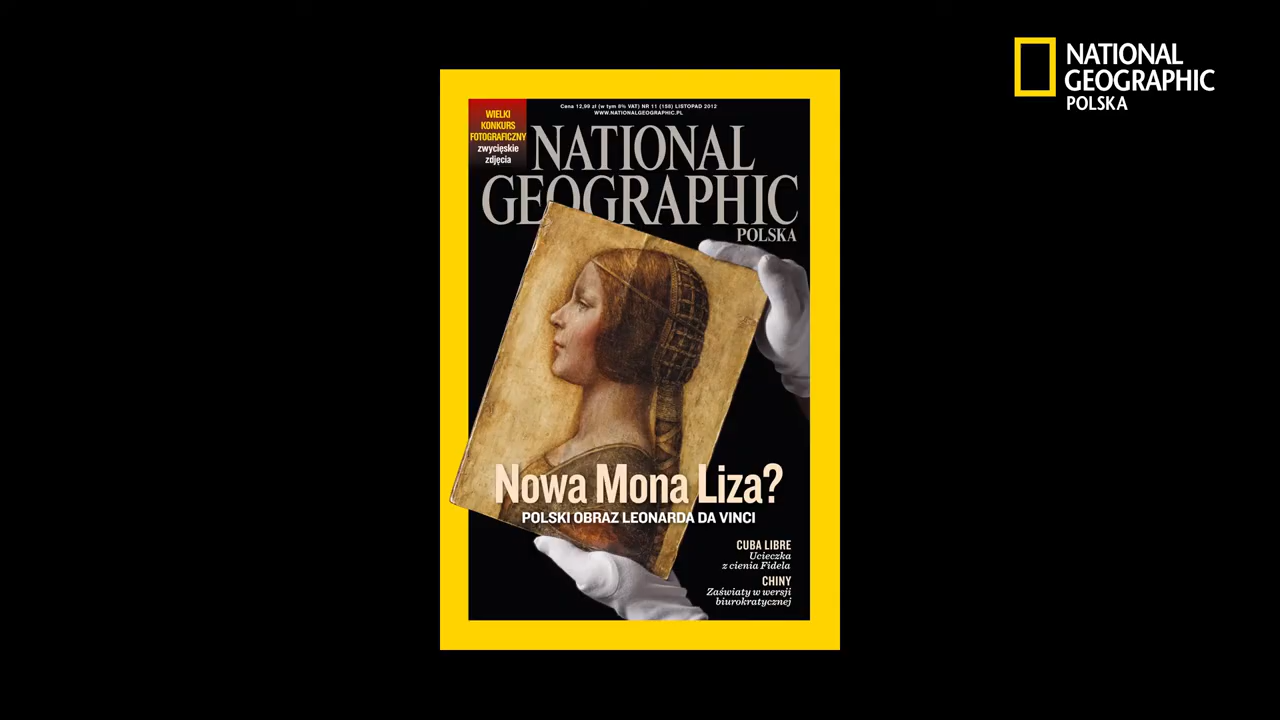 NATIONAL
GEOGRAPHIC
POLSKA
WIELKI
KONKURS
FOTOGRAFICZNY
zwycięskie
zdjęcia
Cena 12,99 zł (w tym 8% VAT) NR 11 (158) LISTOPAD 2012
WWW.NATIONALGEOGRAPHIC.PL
NATIONAL
GEOGRAPHIC
POLSKA
Nowa Mona Liza?
POLSKI OBRAZ LEONARDA DA VINCI
CUBA LIBRE
Ucieczka
z cienia Fidela
CHINY
Zaświaty w wersji
biurokratycznej